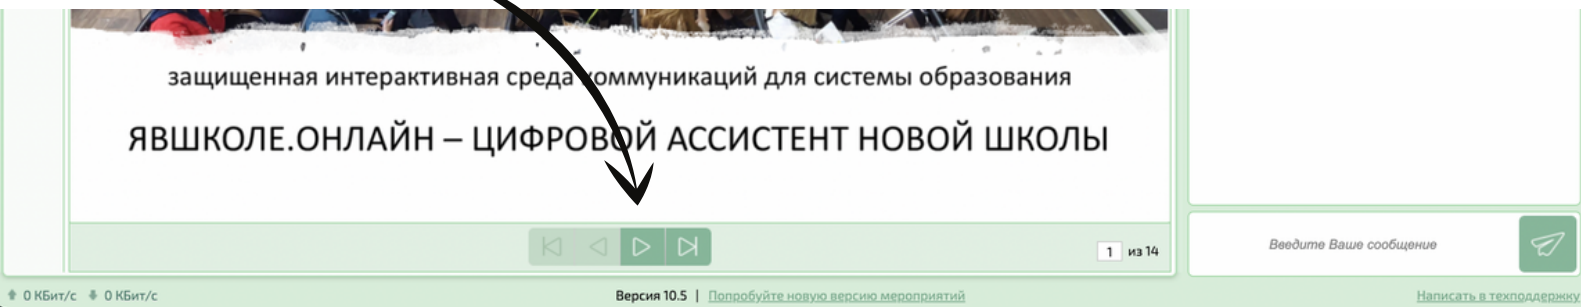 защищенная интерактивная среда коммуникаций для системы образования
ЯВШКОЛЕ.ОНЛАЙН – ЦИФРОВОЙ АССИСТЕНТ НОВОЙ ШКОЛЫ
1 из 14
Введите Ваше сообщение
0 КБит/с 0 КБит/с
Версия 10.5 | Попробуйте новую версию мероприятий
Написать в техподдержку